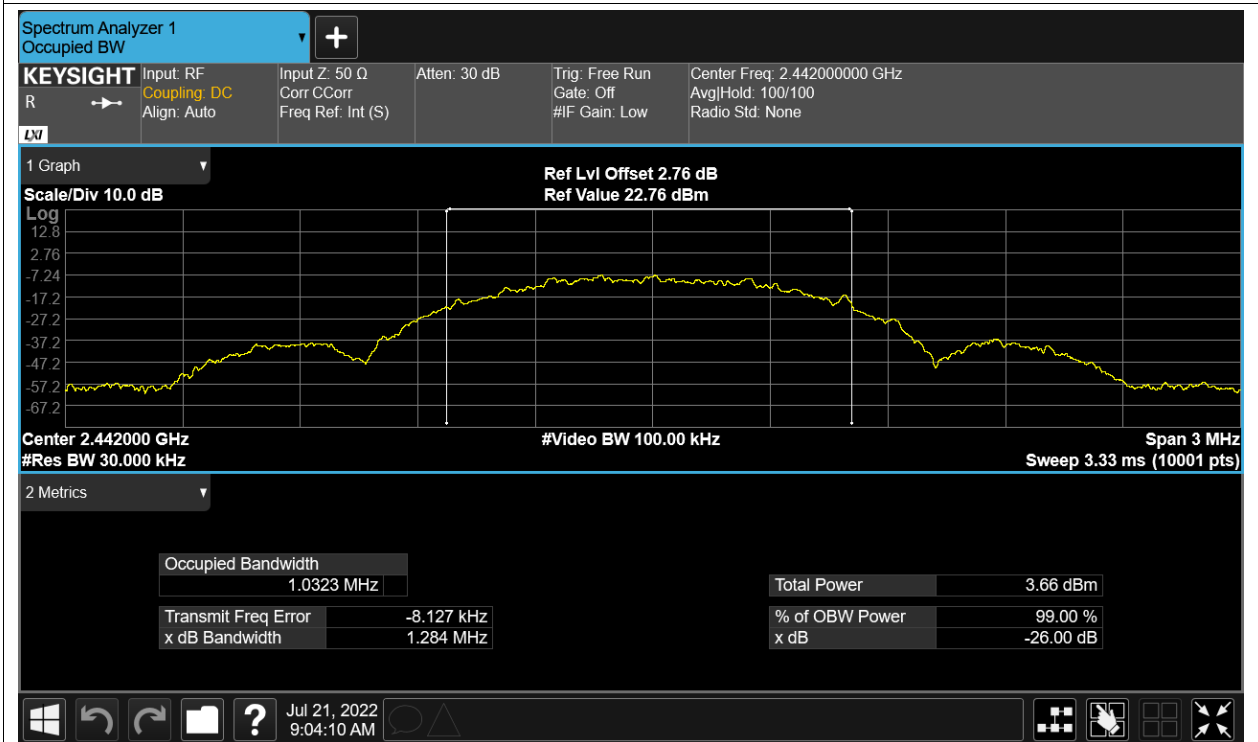 Spectrum Analyzer 1
Occupied BW
KEYSIGHT
R
LXI
Input: RF
Coupling: DC
Align: Auto
Input Z: 50 Ω
Corr CCorr
Freq Ref: Int (S)
Atten: 30 dB
Trig: Free Run
Gate: Off
#IF Gain: Low
Center Freq: 2.442000000 GHz
Avg|Hold: 100/100
Radio Std: None
1 Graph
Scale/Div 10.0 dB
Ref Lvl Offset 2.76 dB
Ref Value 22.76 dBm
Log
12.8
2.76
-7.24
-17.2
-27.2
-37.2
-47.2
-57.2
-67.2
Center 2.442000 GHz
#Res BW 30.000 kHz
#Video BW 100.00 kHz
Span 3 MHz
Sweep 3.33 ms (10001 pts)
2 Metrics
Occupied Bandwidth
1.0323 MHz
Transmit Freq Error -8.127 kHz
x dB Bandwidth 1.284 MHz
Total Power 3.66 dBm
% of OBW Power 99.00 %
x dB -26.00 dB
?
Jul 21, 2022
9:04:10 AM